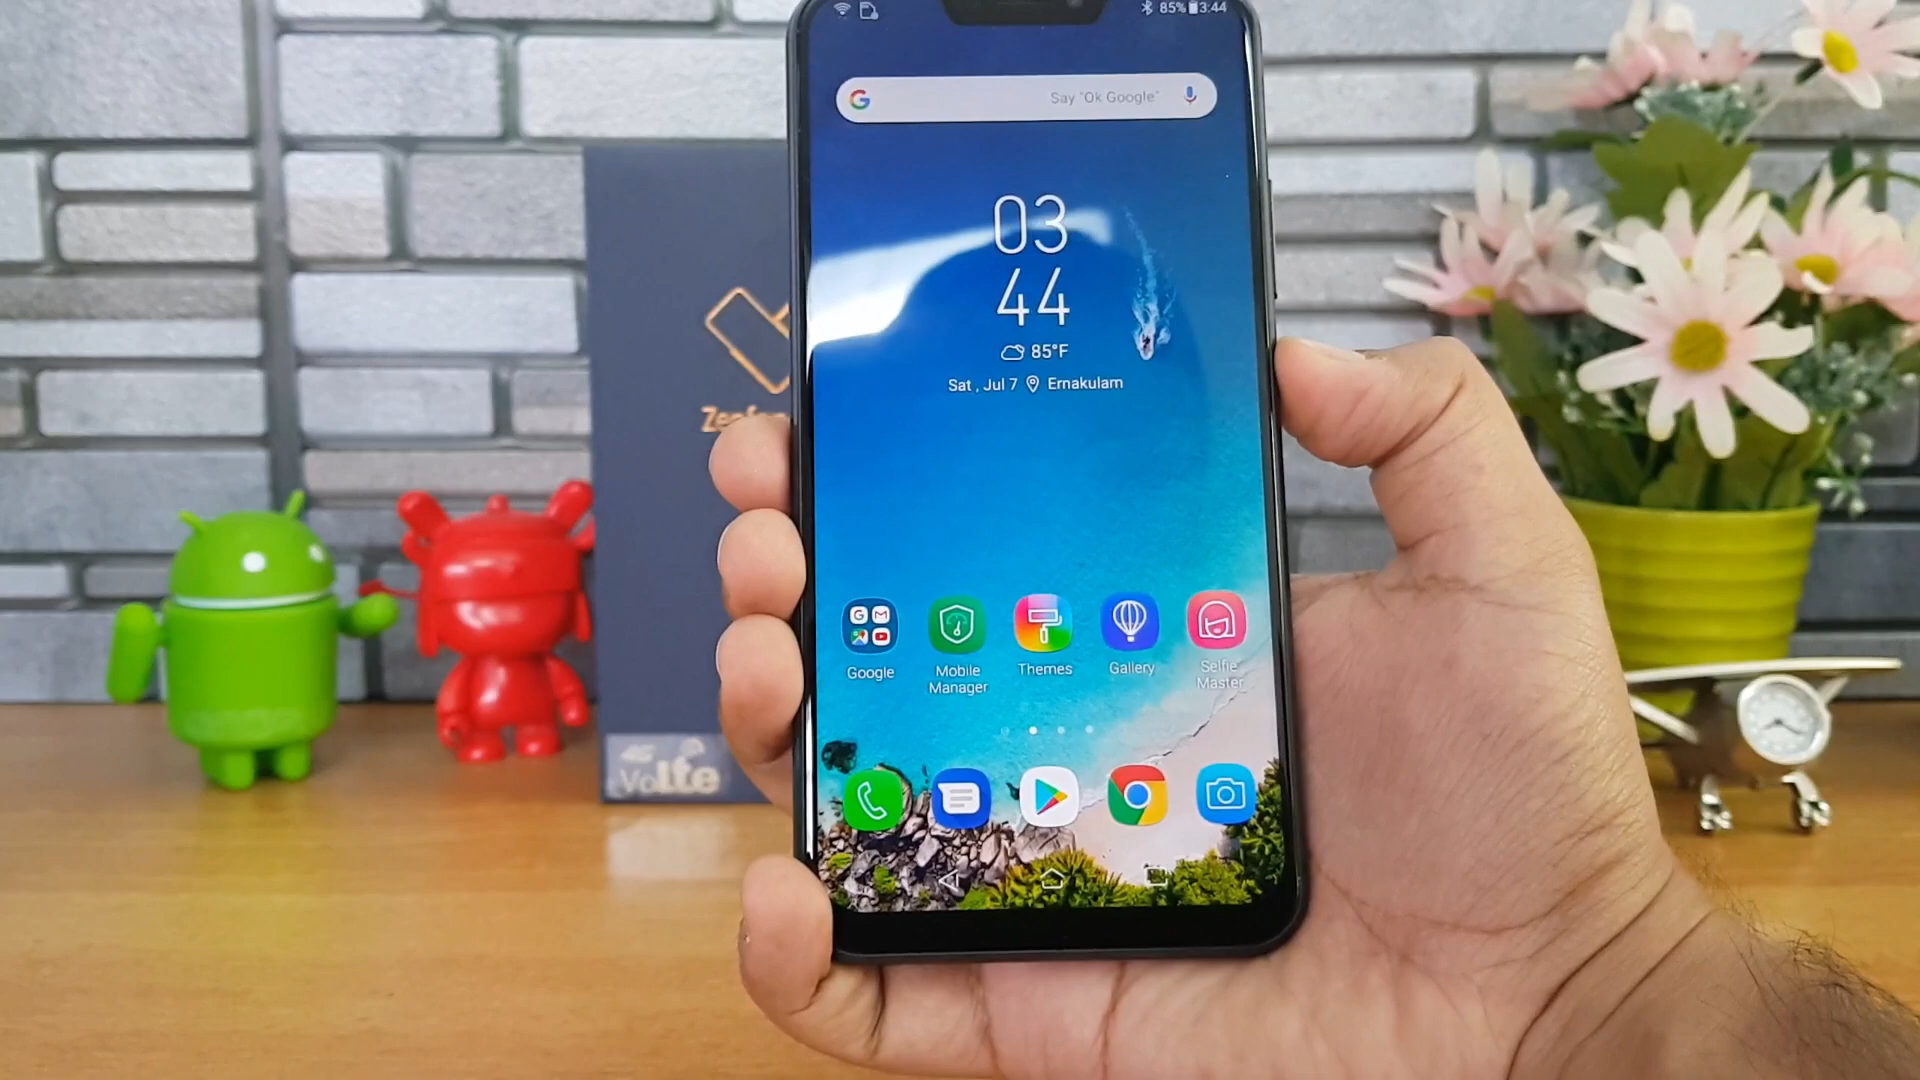 85% 3:44
Say "Ok Google"
03
44
85°F
Sat , Jul 7 Ernakulam
Google
Mobile Manager
Themes
Gallery
Selfie Master
4G
VoLte